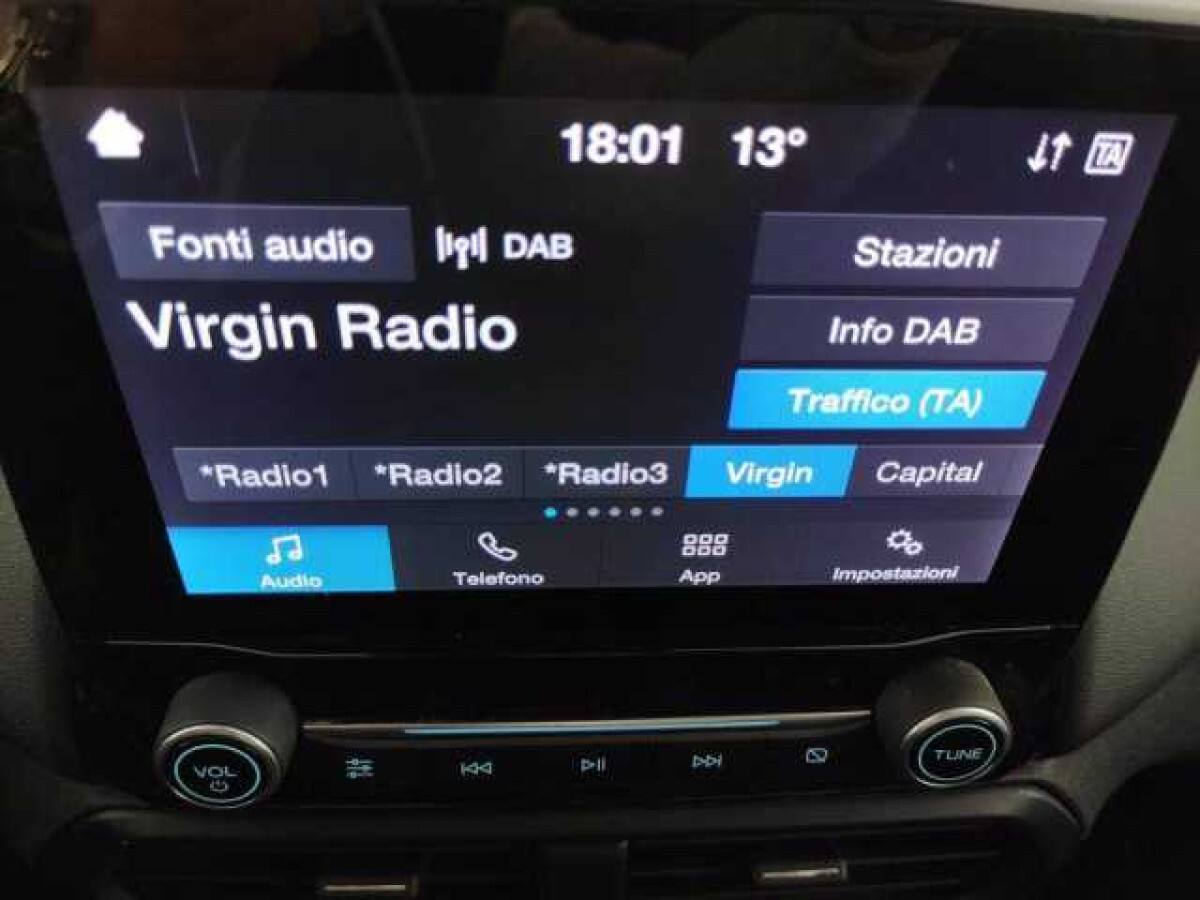 18:01 13° TA
Fonti audio DAB Stazioni
Virgin Radio Info DAB
Traffico (TA)
*Radio1 *Radio2 *Radio3 Virgin Capital
Audio Telefono App Impostazioni
VOL TUNE